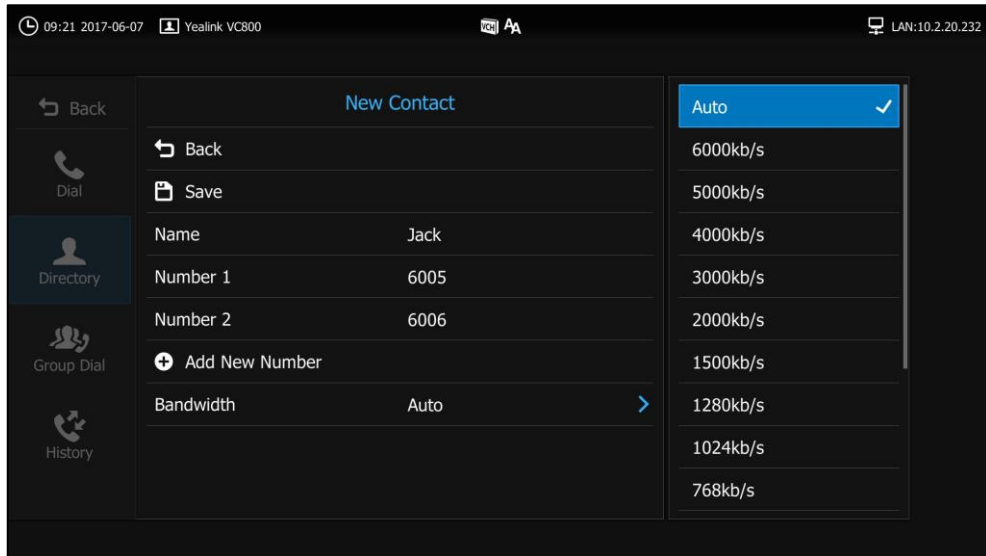 09:21 2017-06-07 Yealink VC800 VCH AA LAN:10.2.20.232
Back
Dial
Directory
Group Dial
History
New Contact
Back
Save
Name Jack
Number 1 6005
Number 2 6006
Add New Number
Bandwidth Auto
Auto
6000kb/s
5000kb/s
4000kb/s
3000kb/s
2000kb/s
1500kb/s
1280kb/s
1024kb/s
768kb/s